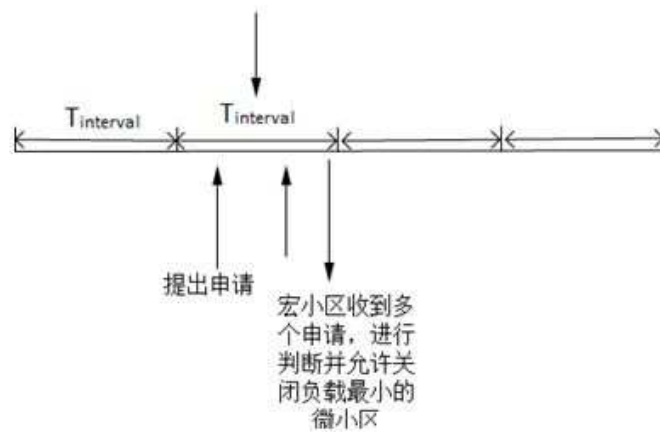 Tinterval
Tinterval
提出申请
宏小区收到多
个申请，进行
判断并允许关
闭负载最小的
微小区